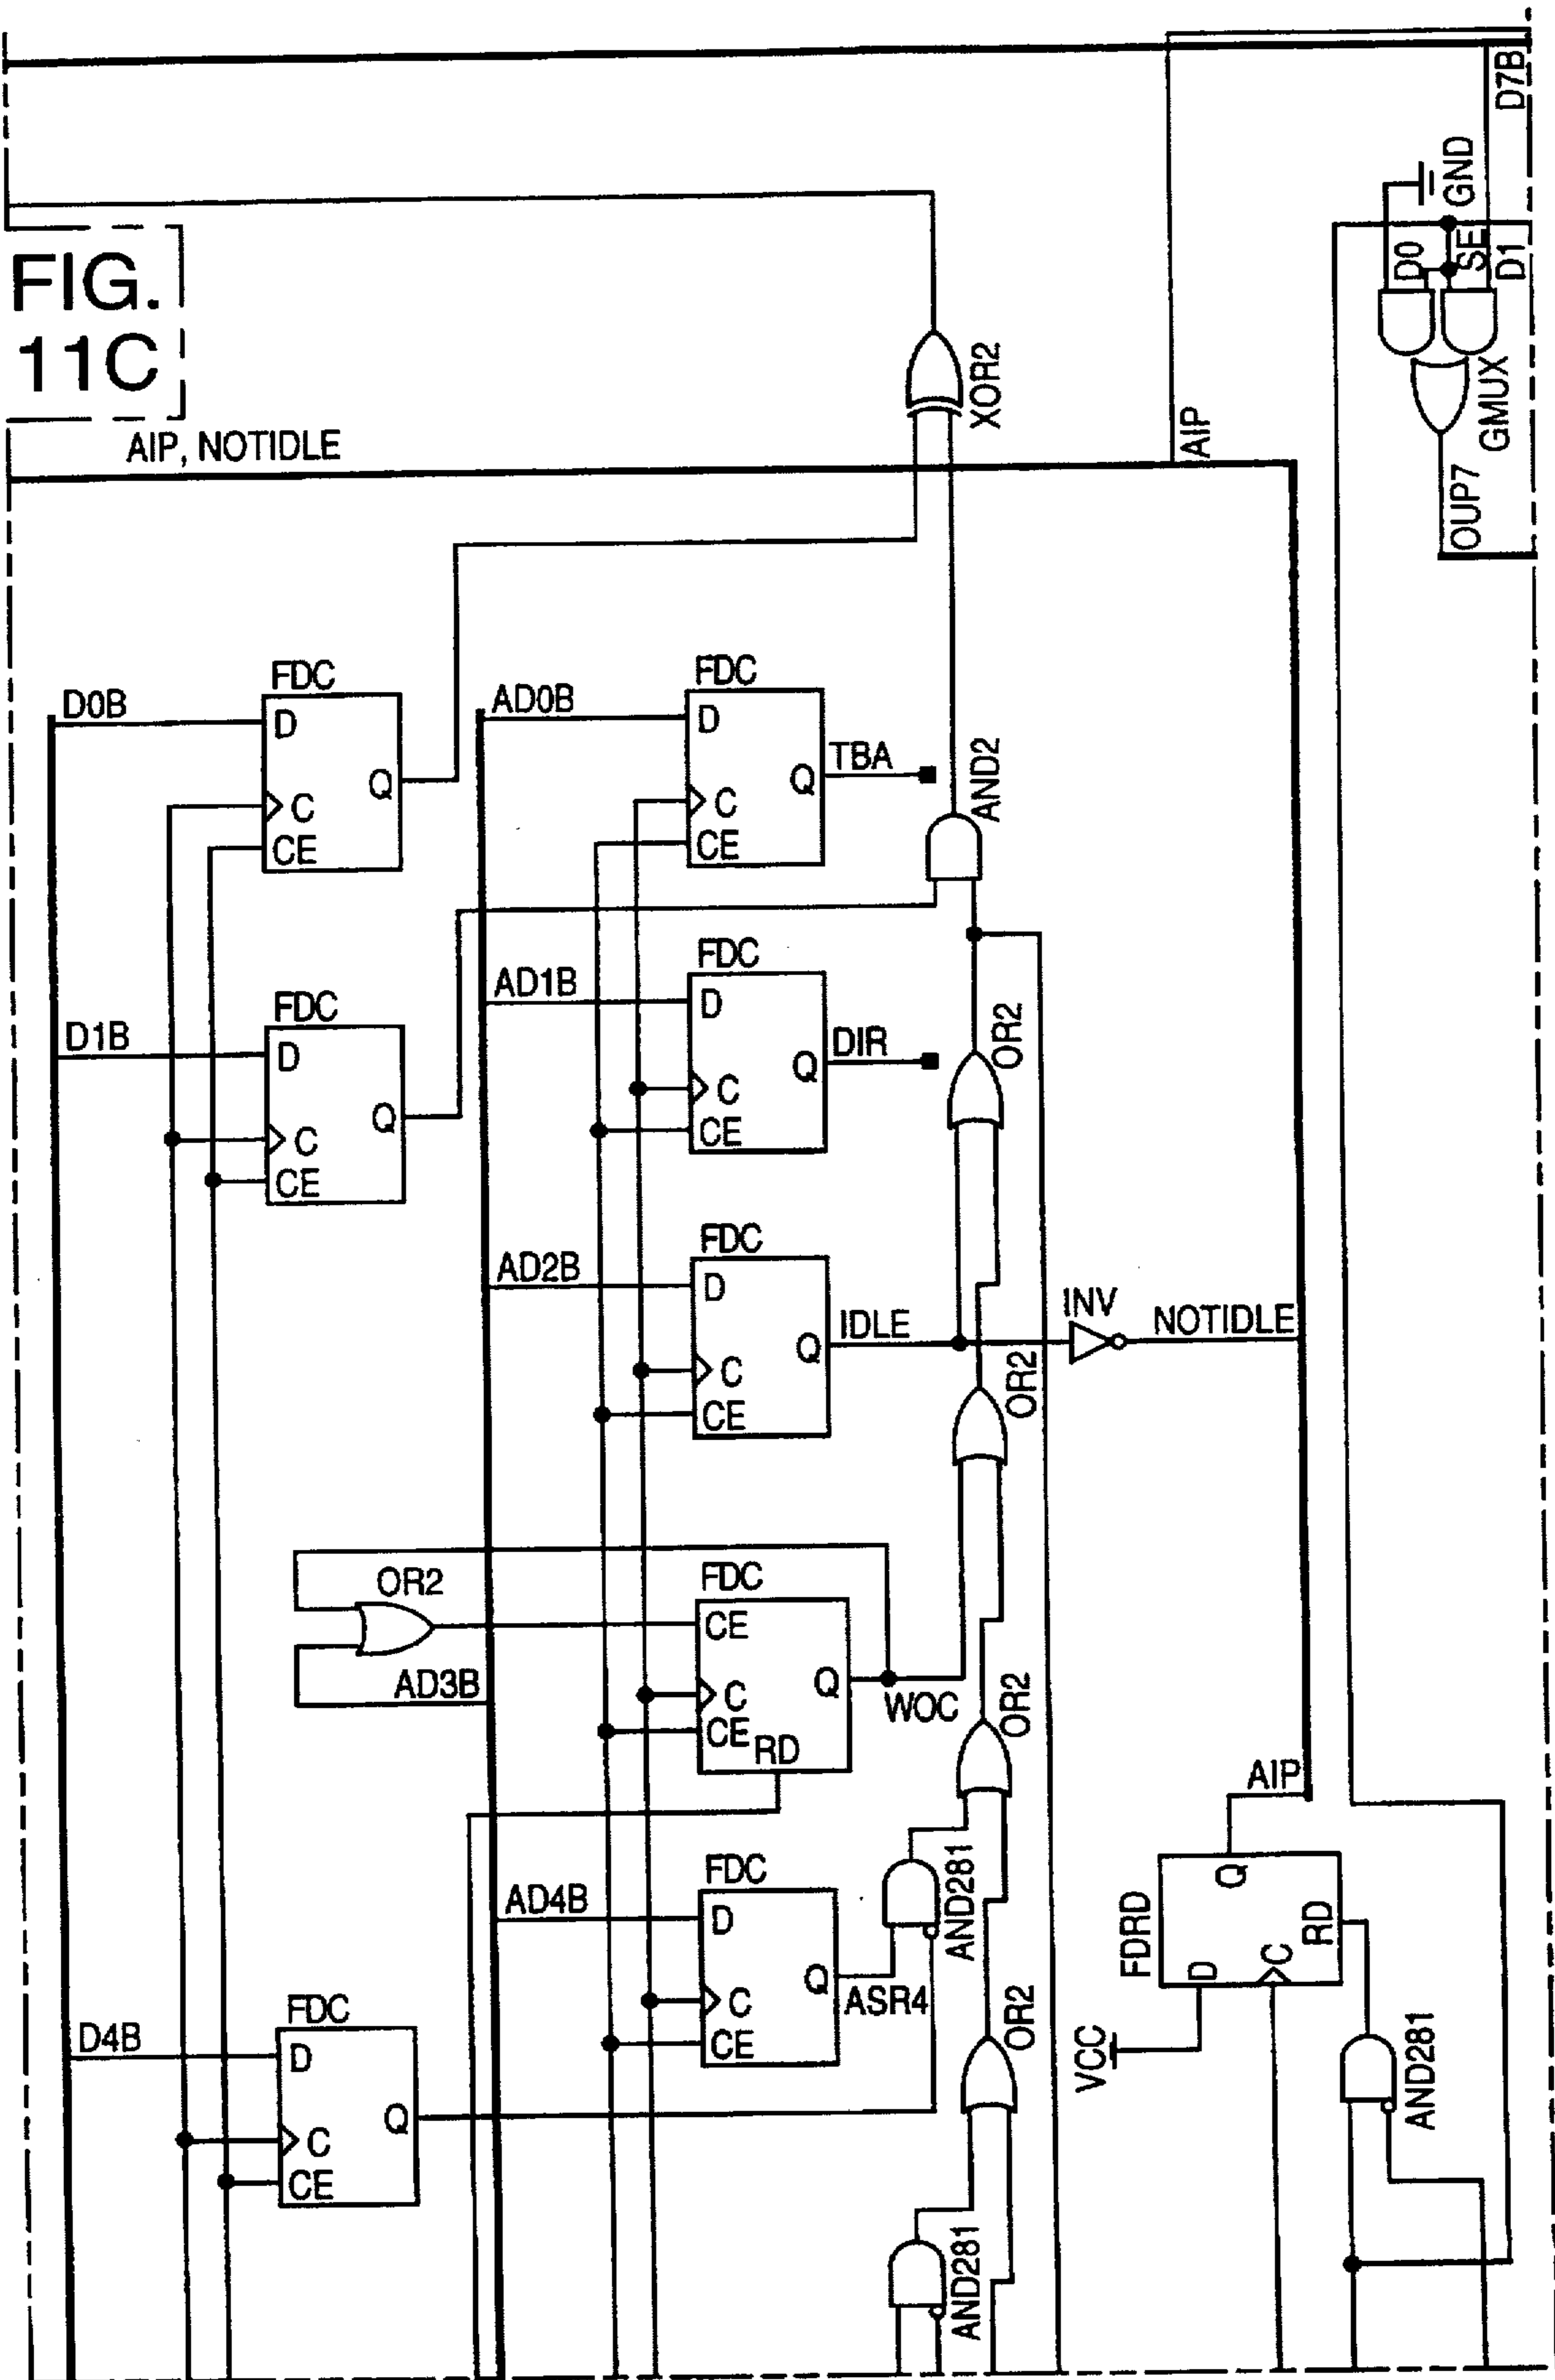 D7B
GND
D0
SEL
D1
GMUX
OUP7
FIG.
11C
AIP, NOTIDLE
XOR2
AIP
FDC
D0B
D
Q
C
CE
FDC
AD0B
D
Q
TBA
C
CE
AND2
FDC
AD1B
D
Q
DIR
C
CE
OR2
FDC
D1B
D
Q
C
CE
FDC
AD2B
D
Q
IDLE
C
CE
INV
NOTIDLE
OR2
OR2
AD3B
FDC
CE
Q
C
CE
RD
WOC
OR2
AIP
FDC
AD4B
D
Q
ASR4
C
CE
AND281
FDRD
Q
D
C
RD
VCC
OR2
AND281
FDC
D4B
D
Q
C
CE
AND281